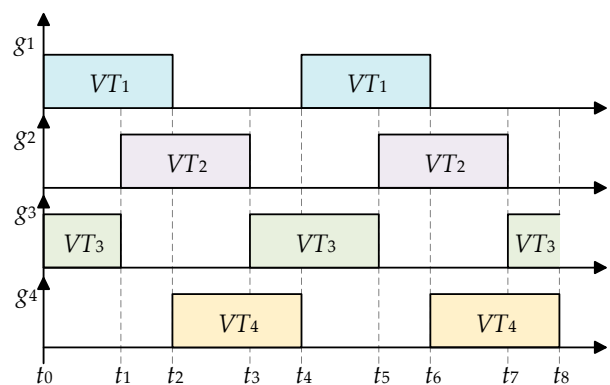 g1
VT1 VT1
g2
VT2 VT2
g3
VT3 VT3 VT3
g4
VT4 VT4
t0 t1 t2 t3 t4 t5 t6 t7 t8